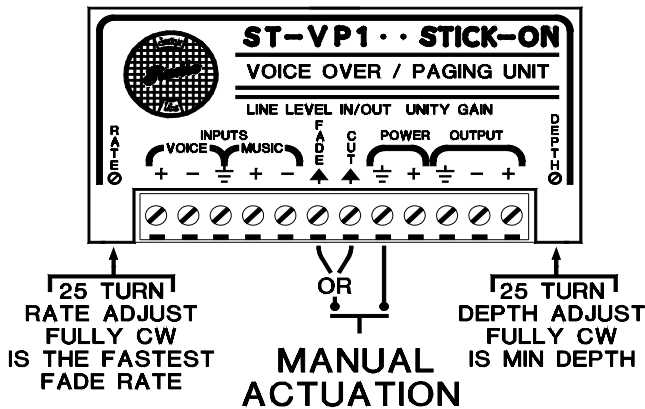 ST-VP1 · · STICK-ON
VOICE OVER / PAGING UNIT
LINE LEVEL IN/OUT UNITY GAIN
Radio
RATE
INPUTS
VOICE
MUSIC
FADE
CUT
POWER
OUTPUT
DEPTH
+ - + - + - +
OR
25 TURN
RATE ADJUST
FULLY CW
IS THE FASTEST
FADE RATE
MANUAL
ACTUATION
25 TURN
DEPTH ADJUST
FULLY CW
IS MIN DEPTH